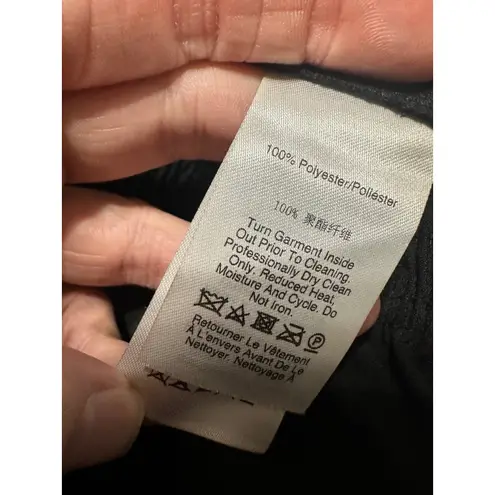 100% Polyester/Poliéster
100% 聚酯纤维
Turn Garment Inside
Out Prior To Cleaning.
Professionally Dry Clean
Only. Reduced Heat,
Moisture And Cycle. Do
Not Iron.
P
Retourner Le Vêtement
À L'envers Avant De Le
Nettoyer. Nettoyage À